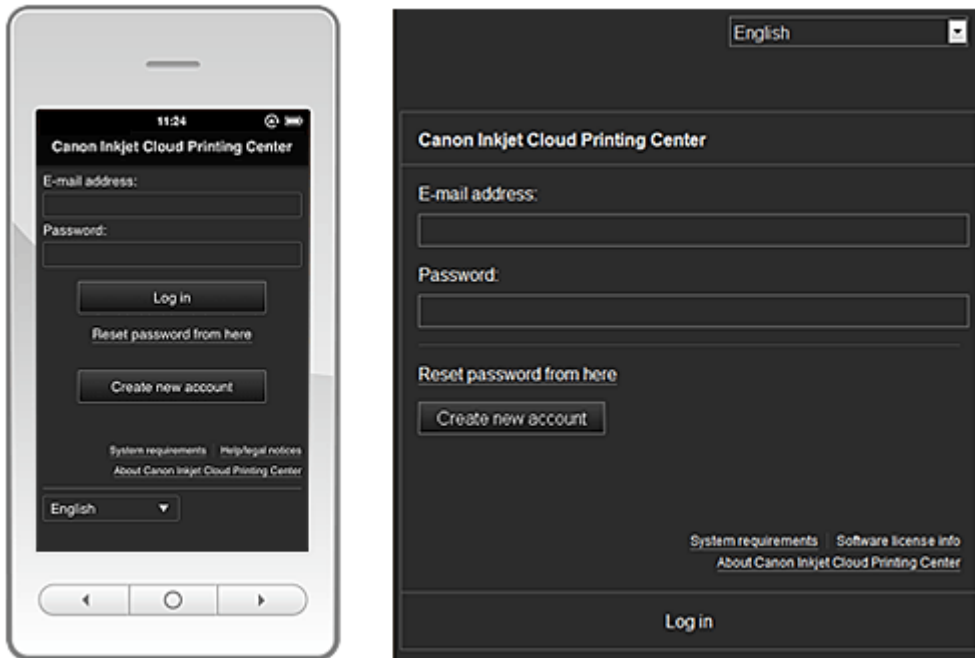 11:24
Canon Inkjet Cloud Printing Center
E-mail address:
Password:
Log in
Reset password from here
Create new account
System requirements Help/legal notices
About Canon Inkjet Cloud Printing Center
English
English
Canon Inkjet Cloud Printing Center
E-mail address:
Password:
Reset password from here
Create new account
System requirements Software license info
About Canon Inkjet Cloud Printing Center
Log in